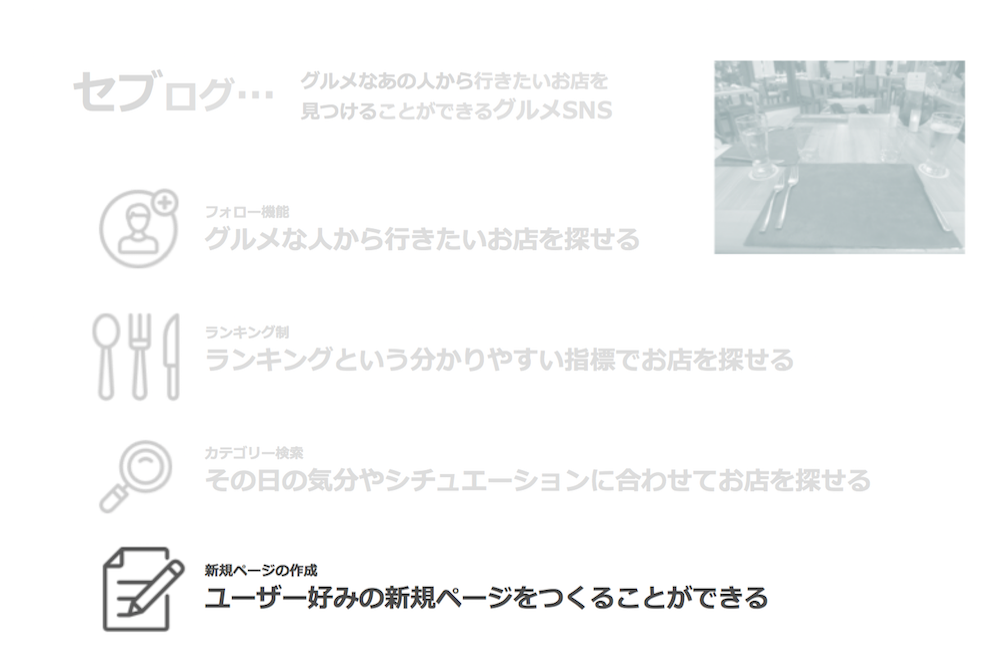 セブログ…
グルメなあの人から行きたいお店を
見つけることができるグルメSNS
フォロー機能
グルメな人から行きたいお店を探せる
ランキング制
ランキングという分かりやすい指標でお店を探せる
カテゴリー検索
その日の気分やシチュエーションに合わせてお店を探せる
新規ページの作成
ユーザー好みの新規ページをつくることができる